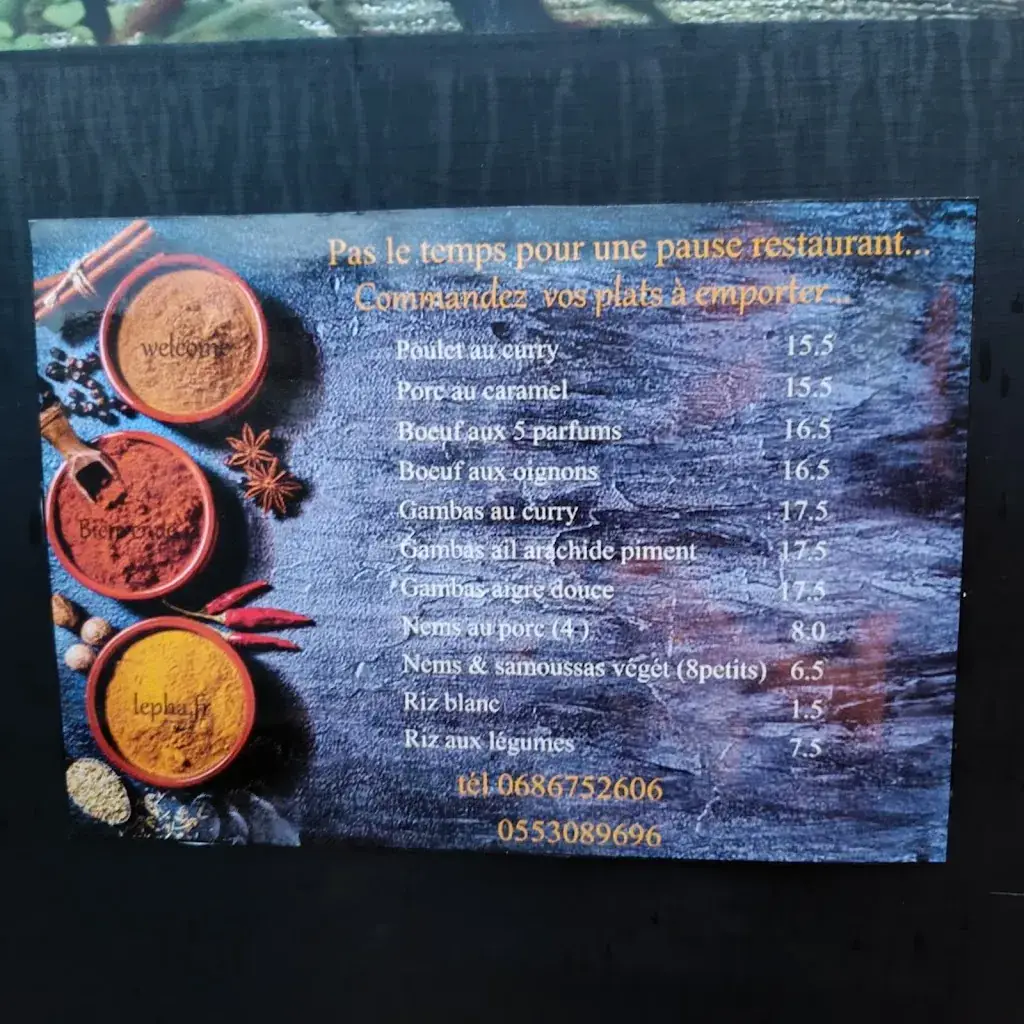 Pas le temps pour une pause restaurant...
Commandez vos plats à emporter...
welcome
Poulet au curry 15.5
Porc au caramel 15.5
Boeuf aux 5 parfums 16.5
Boeuf aux oignons 16.5
Gambas au curry 17.5
Bienvenue
Gambas ail arachide piment 17.5
Gambas aigre douce 17.5
Nems au porc (4 ) 8.0
Nems & samoussas végét (8petits) 6.5
lepha.fr
Riz blanc 1.5
Riz aux légumes 7.5
tél 0686752606
0553089696